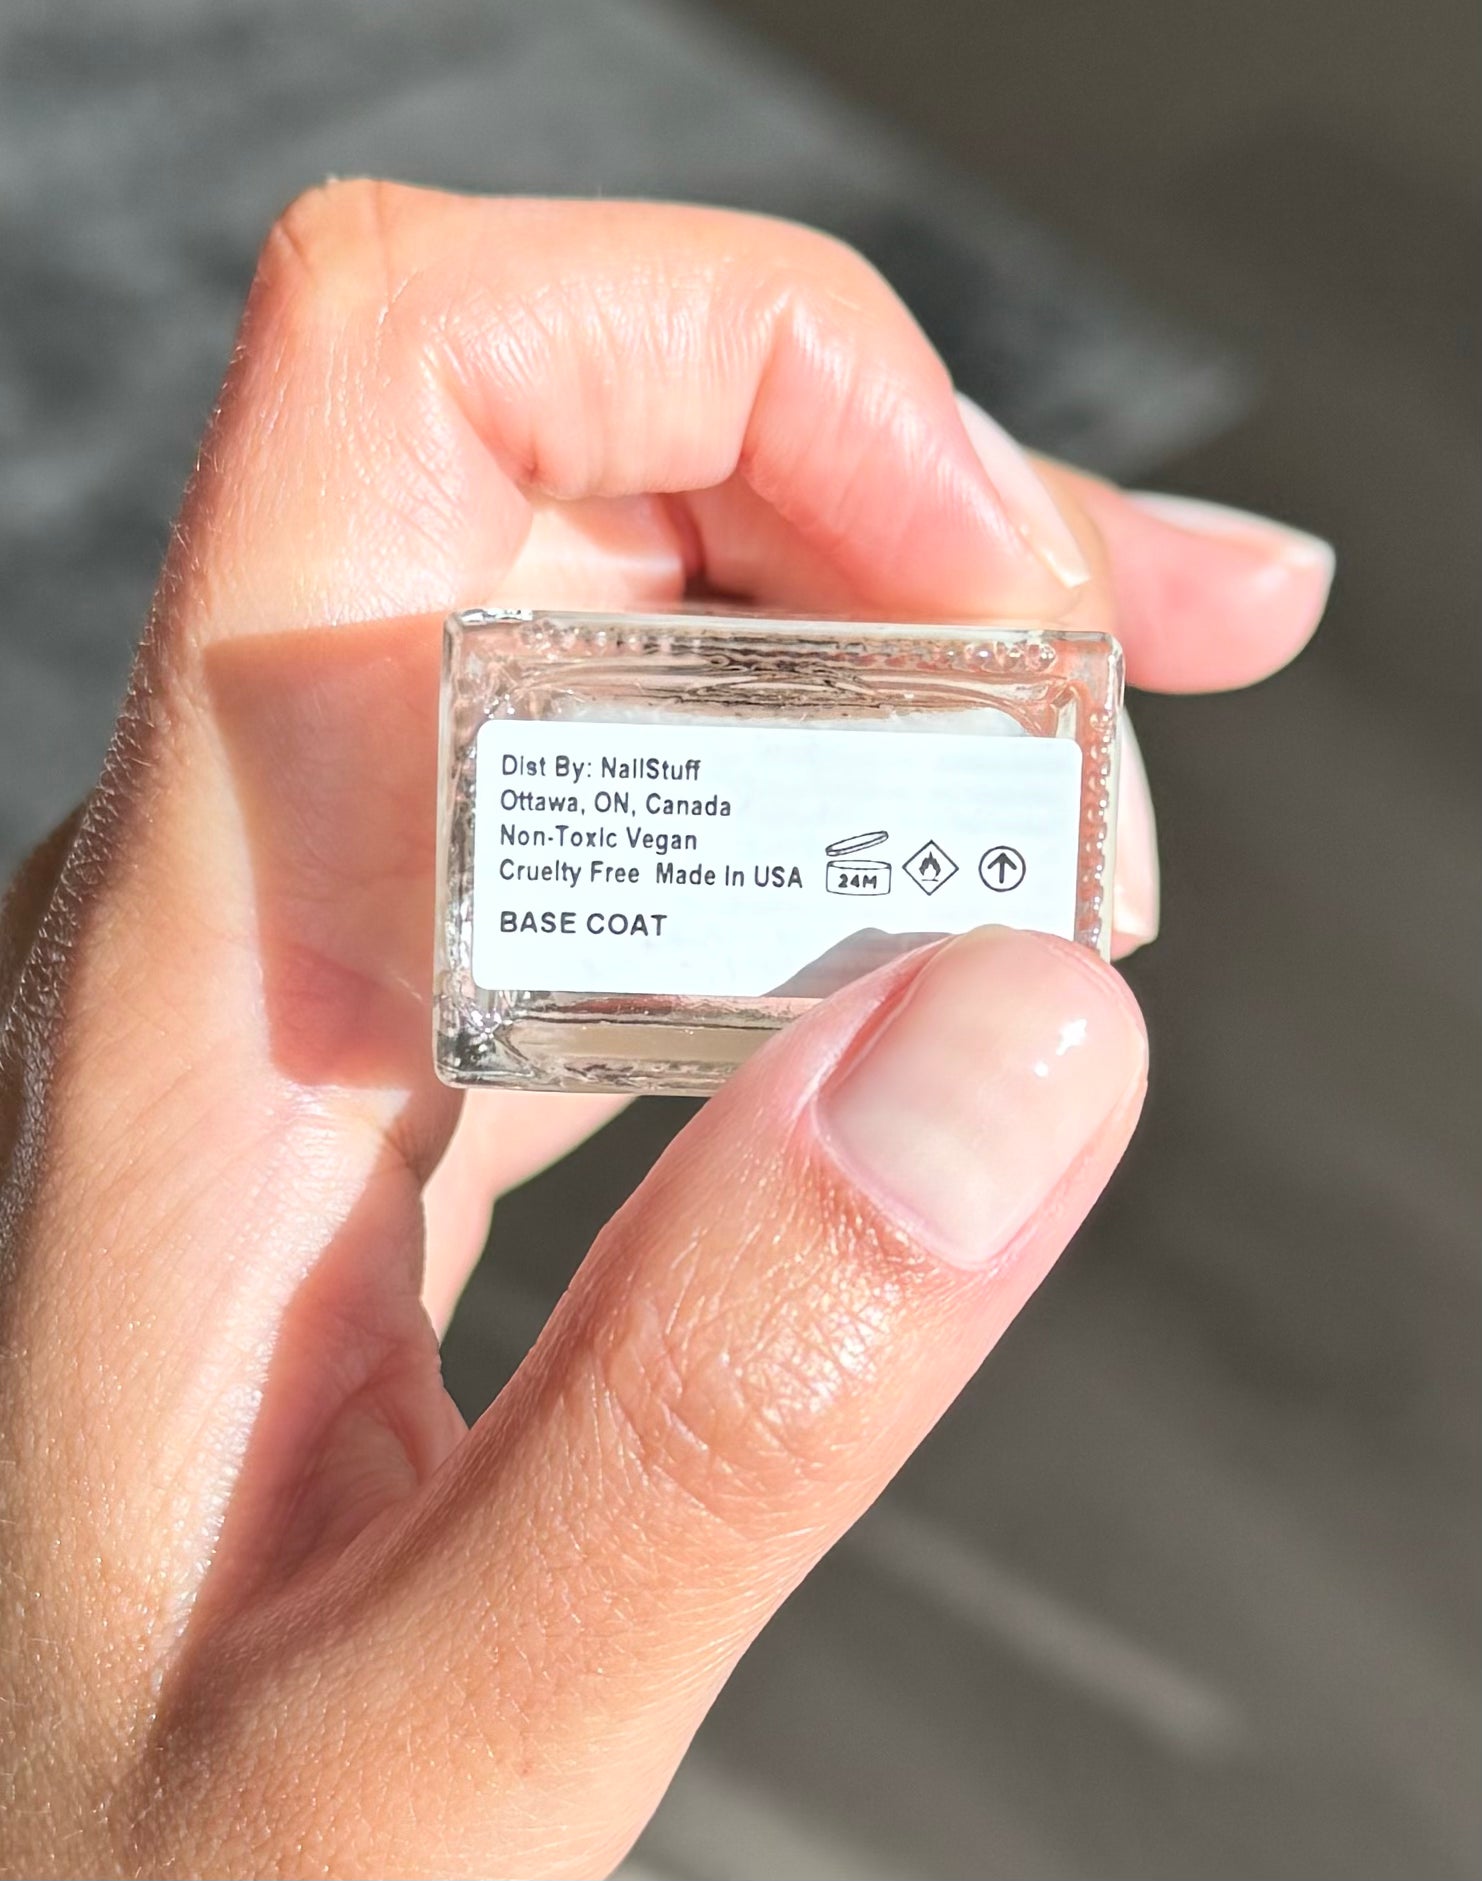 Dist By: NailStuff
Ottawa, ON, Canada
Non-Toxic Vegan
Cruelty Free Made In USA
24M
BASE COAT